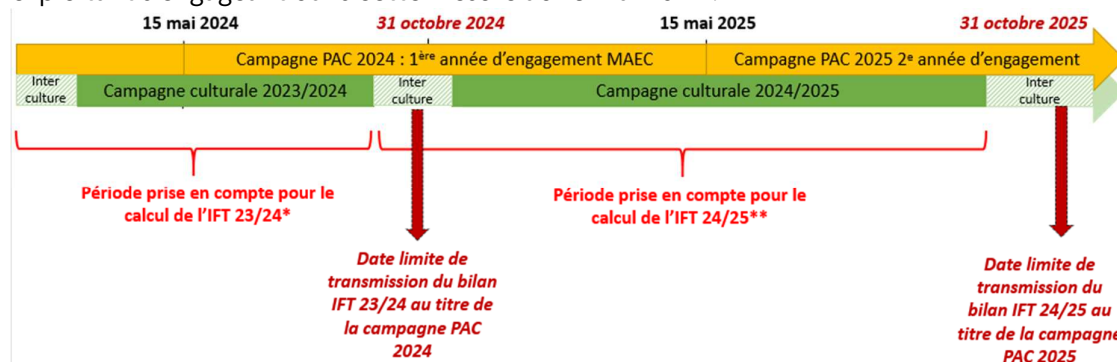 15 mai 2024
31 octobre 2024
15 mai 2025
31 octobre 2025
Campagne PAC 2024 : 1ère année d'engagement MAEC
Campagne PAC 2025 2e année d'engagement
Inter
culture
Campagne culturale 2023/2024
Inter
culture
Campagne culturale 2024/2025
Inter
culture
Période prise en compte pour le
calcul de l'IFT 23/24*
Période prise en compte pour le
calcul de l'IFT 24/25**
Date limite de
transmission du bilan
IFT 23/24 au titre de
la campagne PAC
2024
Date limite de
transmission du
bilan IFT 24/25 au
titre de la campagne
PAC 2025